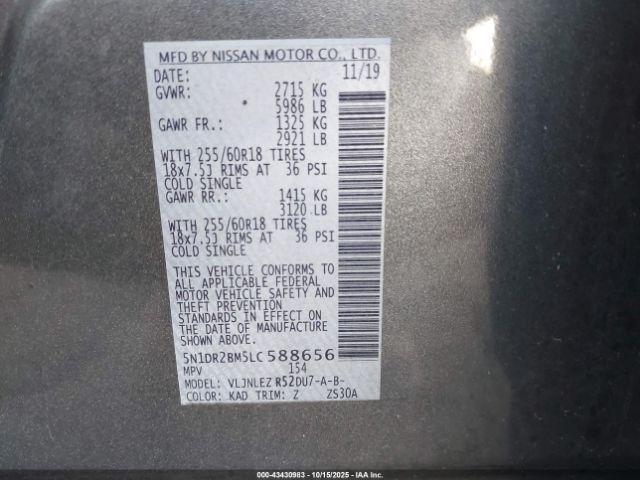 MFD BY NISSAN MOTOR CO., LTD.
DATE: 11/19
GVWR: 2715 KG
5986 LB
GAWR FR.: 1325 KG
2921 LB
WITH 255/60R18 TIRES
18x7.5J RIMS AT 36 PSI
COLD SINGLE
GAWR RR.: 1415 KG
3120 LB
WITH 255/60R18 TIRES
18x7.5J RIMS AT 36 PSI
COLD SINGLE
THIS VEHICLE CONFORMS TO
ALL APPLICABLE FEDERAL
MOTOR VEHICLE SAFETY AND
THEFT PREVENTION
STANDARDS IN EFFECT ON
THE DATE OF MANUFACTURE
SHOWN ABOVE.
5N1DR2BM5LC588656
MPV 154
MODEL: VLJNLEZ R52DU7-A-B-
COLOR: KAD TRIM: Z ZS30A
000-43430983 - 10/15/2025 - IAA Inc.